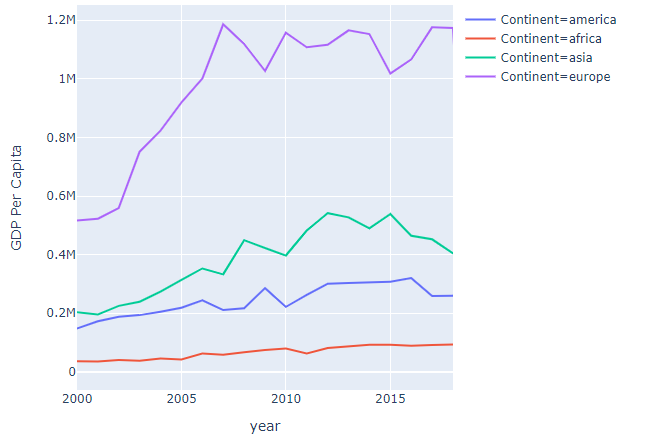 1.2M
1M
0.8M
0.6M
0.4M
0.2M
0
GDP Per Capita
2000
2005
2010
2015
year
Continent=america
Continent=africa
Continent=asia
Continent=europe